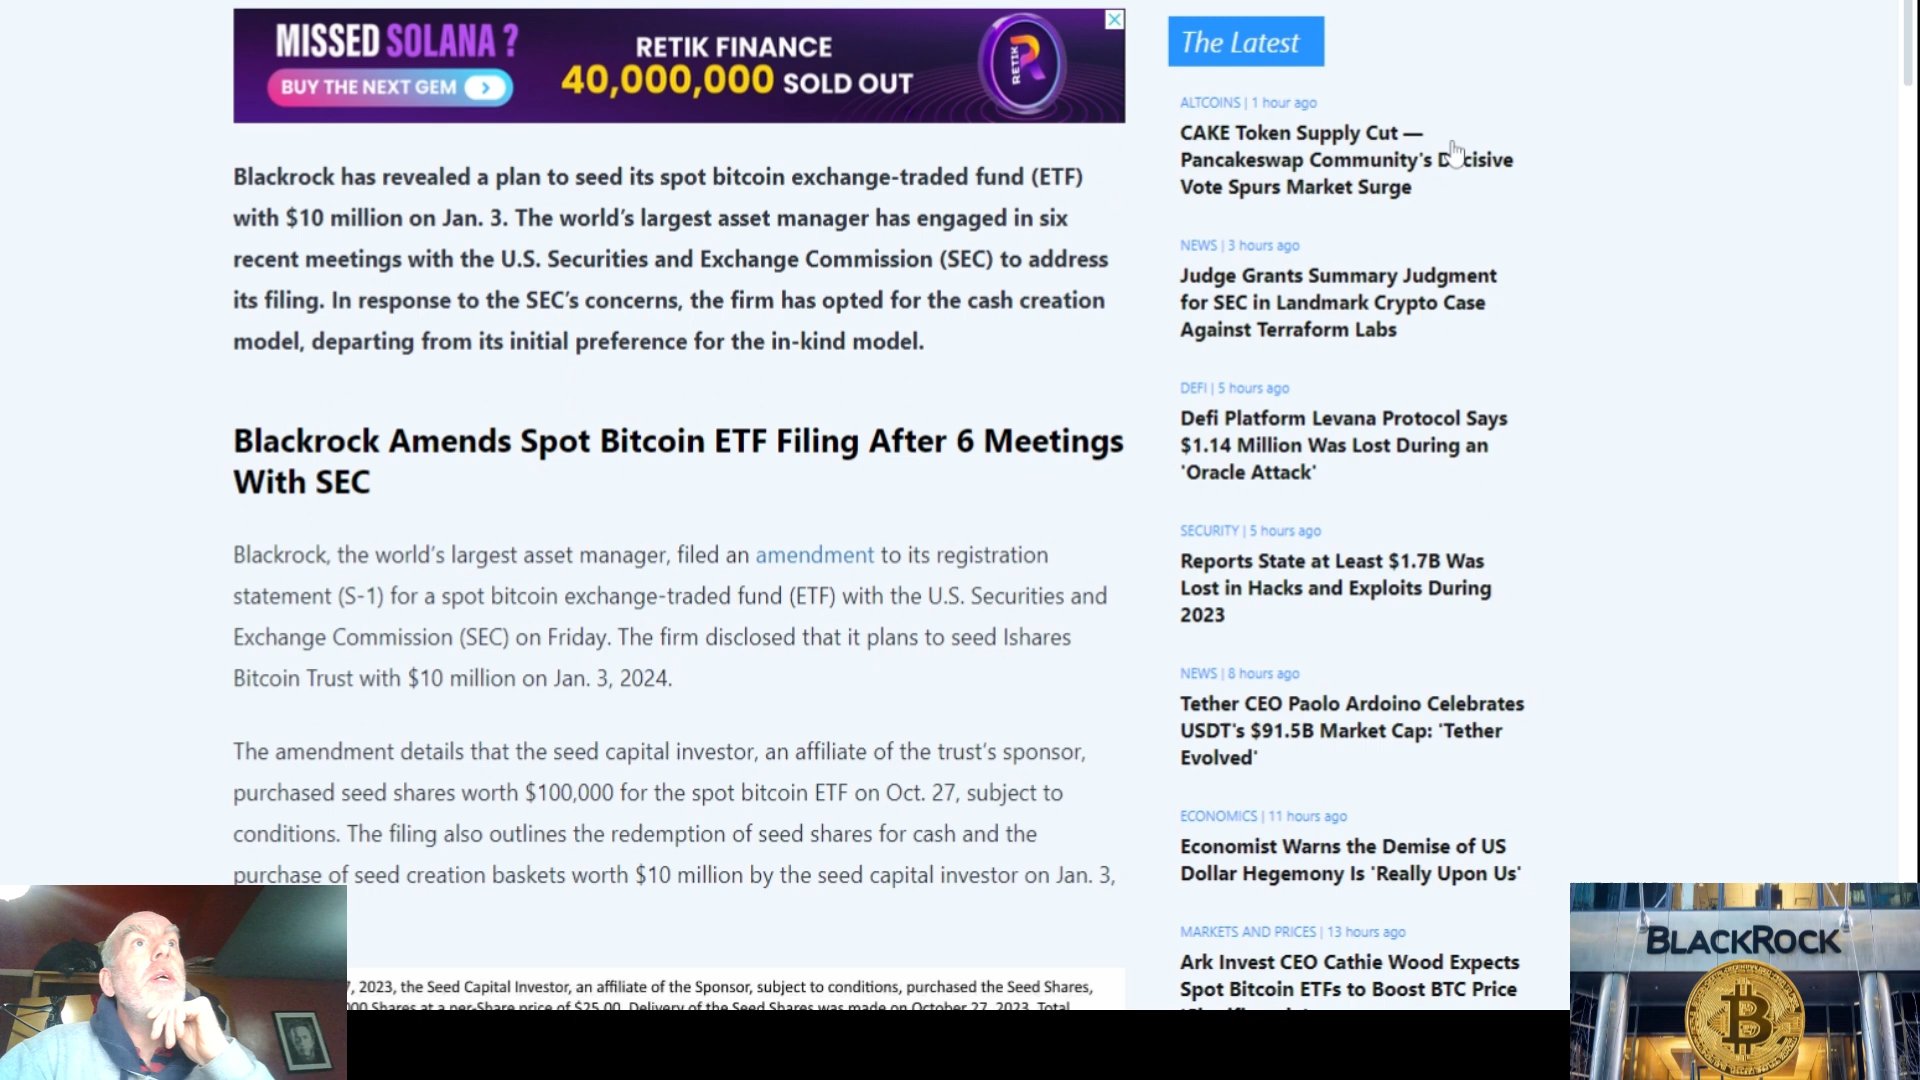 MISSED SOLANA ?
BUY THE NEXT GEM
RETIK FINANCE
40,000,000 SOLD OUT
RETIK
Blackrock has revealed a plan to seed its spot bitcoin exchange-traded fund (ETF)
with $10 million on Jan. 3. The world's largest asset manager has engaged in six
recent meetings with the U.S. Securities and Exchange Commission (SEC) to address
its filing. In response to the SEC's concerns, the firm has opted for the cash creation
model, departing from its initial preference for the in-kind model.
Blackrock Amends Spot Bitcoin ETF Filing After 6 Meetings
With SEC
Blackrock, the world's largest asset manager, filed an amendment to its registration
statement (S-1) for a spot bitcoin exchange-traded fund (ETF) with the U.S. Securities and
Exchange Commission (SEC) on Friday. The firm disclosed that it plans to seed Ishares
Bitcoin Trust with $10 million on Jan. 3, 2024.
The amendment details that the seed capital investor, an affiliate of the trust's sponsor,
purchased seed shares worth $100,000 for the spot bitcoin ETF on Oct. 27, subject to
conditions. The filing also outlines the redemption of seed shares for cash and the
purchase of seed creation baskets worth $10 million by the seed capital investor on Jan. 3,
, 2023, the Seed Capital Investor, an affiliate of the Sponsor, subject to conditions, purchased the Seed Shares,
00 Shares at a per-Share price of $25.00. Delivery of the Seed Shares was made on October 27, 2023. Total
The Latest
ALTCOINS | 1 hour ago
CAKE Token Supply Cut —
Pancakeswap Community's Decisive
Vote Spurs Market Surge
NEWS | 3 hours ago
Judge Grants Summary Judgment
for SEC in Landmark Crypto Case
Against Terraform Labs
DEFI | 5 hours ago
Defi Platform Levana Protocol Says
$1.14 Million Was Lost During an
'Oracle Attack'
SECURITY | 5 hours ago
Reports State at Least $1.7B Was
Lost in Hacks and Exploits During
2023
NEWS | 8 hours ago
Tether CEO Paolo Ardoino Celebrates
USDT's $91.5B Market Cap: 'Tether
Evolved'
ECONOMICS | 11 hours ago
Economist Warns the Demise of US
Dollar Hegemony Is 'Really Upon Us'
MARKETS AND PRICES | 13 hours ago
Ark Invest CEO Cathie Wood Expects
Spot Bitcoin ETFs to Boost BTC Price
BLACKROCK